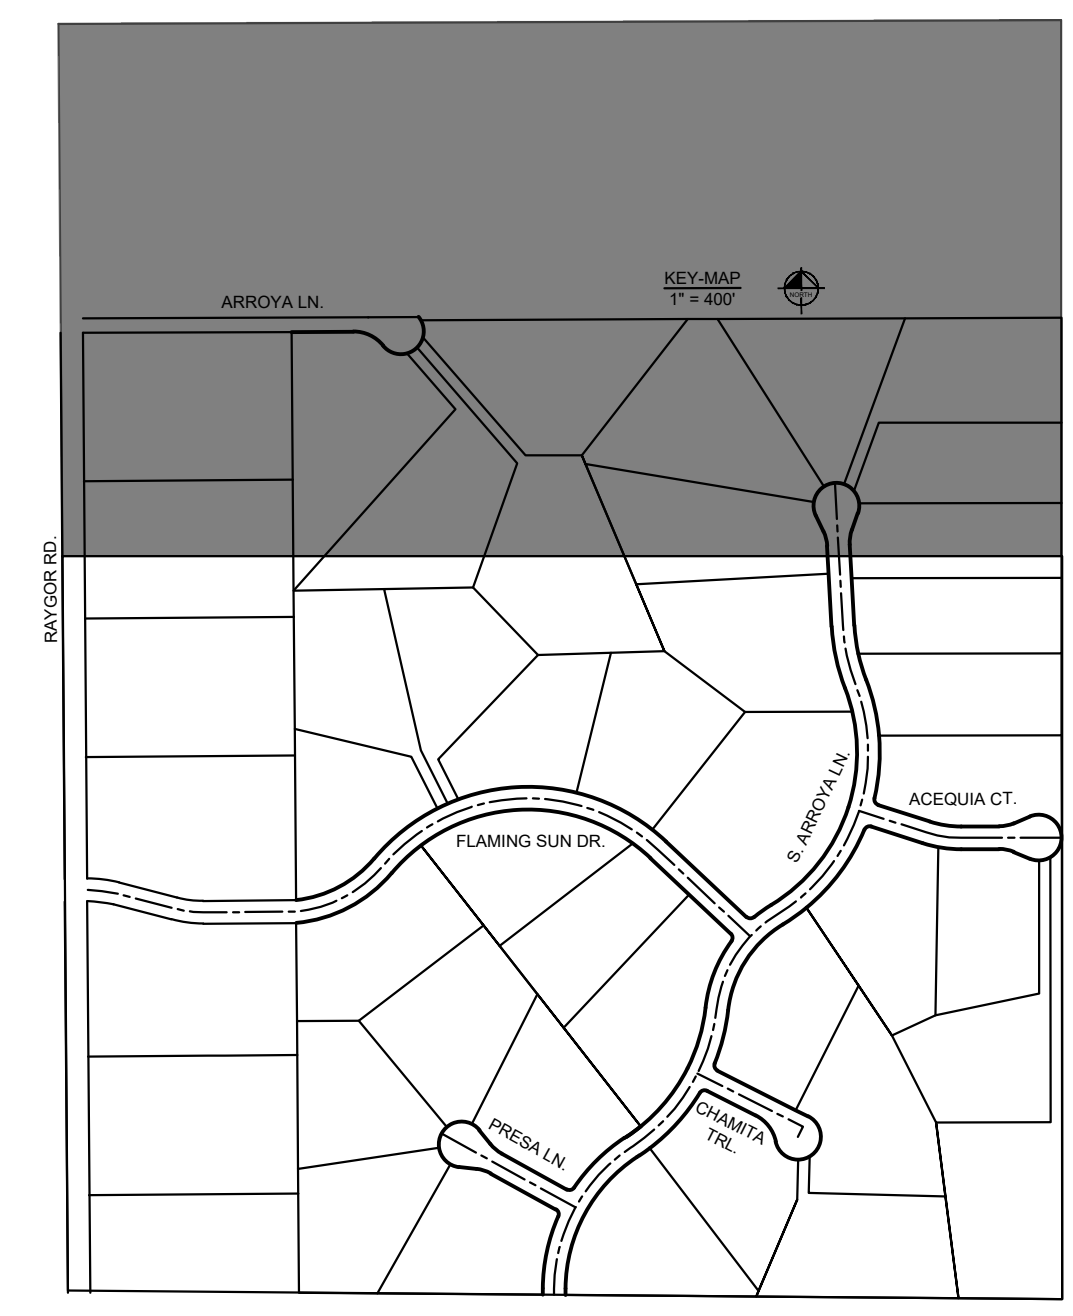 KEY-MAP
1" = 400'
NORTH
ARROYA LN.
RAYGOR RD.
S. ARROYA LN.
ACEQUIA CT.
FLAMING SUN DR.
CHAMITA
TRL.
PRESA LN.